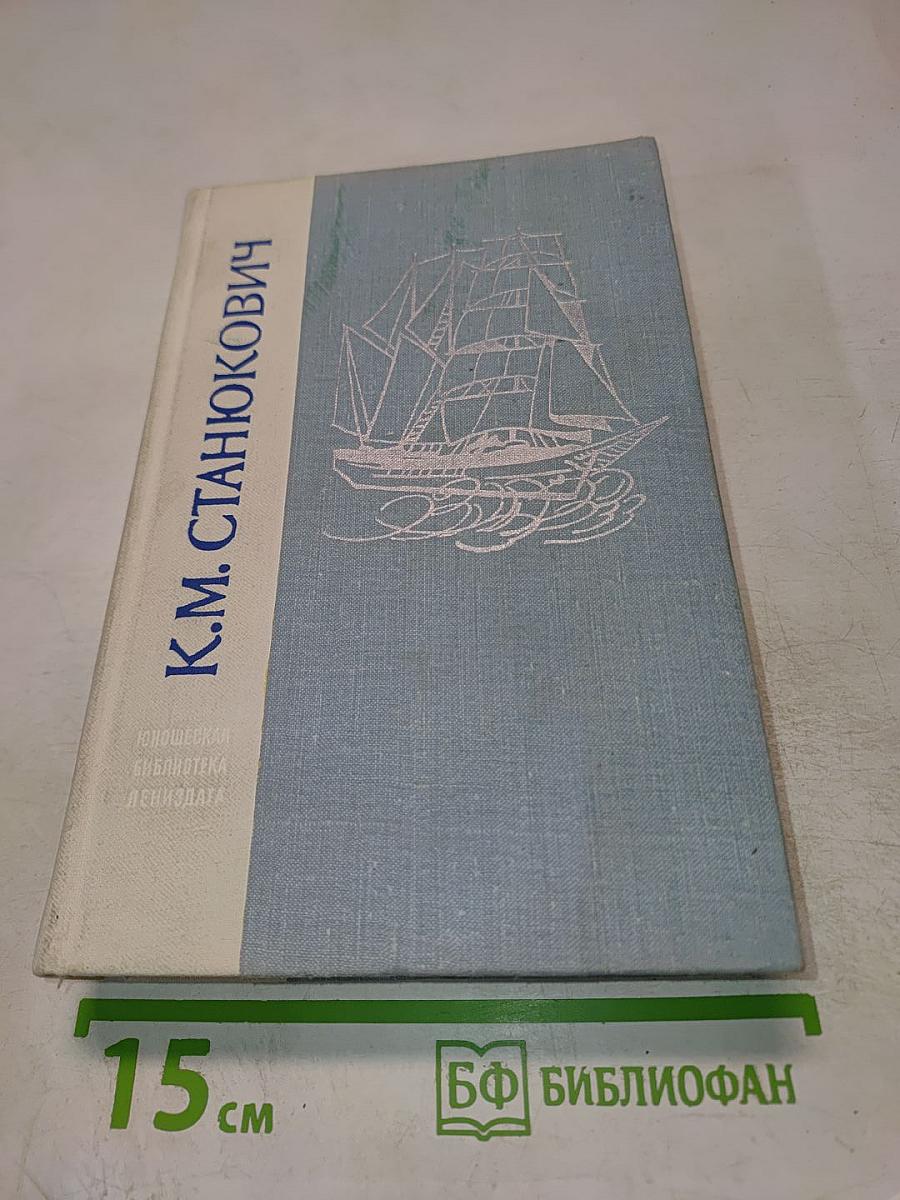 К.М. СТАНЮКОВИЧ
ЮНОШЕСКАЯ
БИБЛИОТЕКА
ЛЕНИЗДАТА
15 см
БФ БИБЛИОФАН